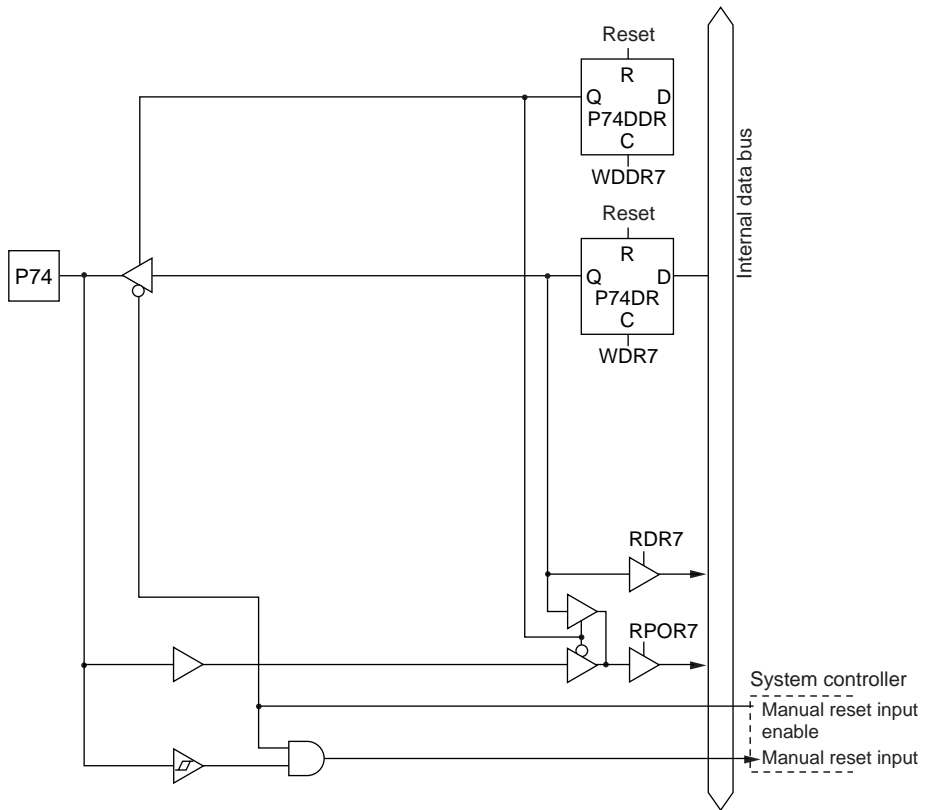 Reset
R
Q D
P74DDR
C
WDDR7
Reset
R
P74
Q D
P74DR
C
WDR7
Internal data bus
RDR7
RPOR7
System controller
Manual reset input
enable
Manual reset input